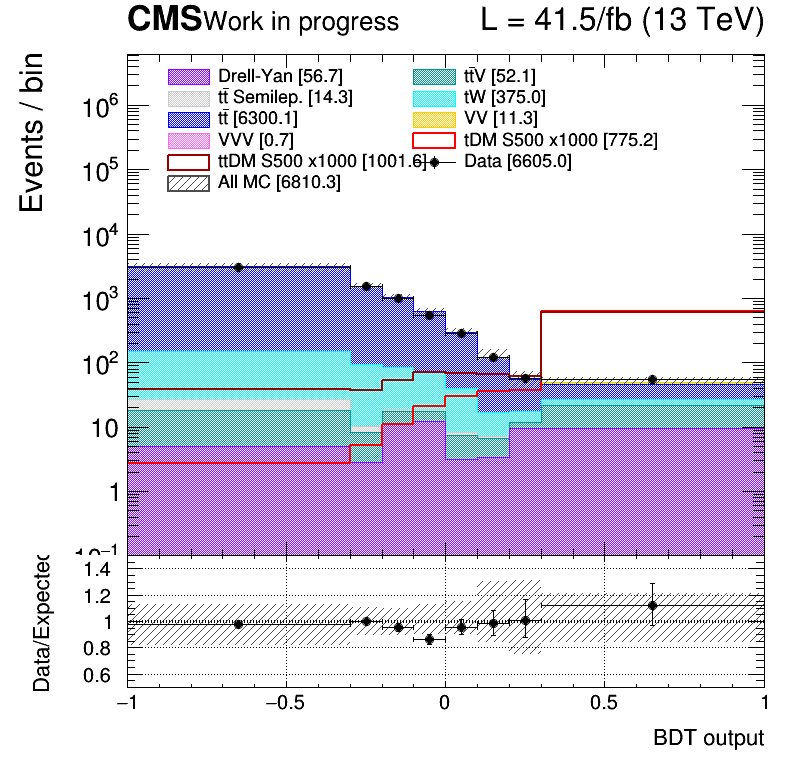 CMS Work in progress L = 41.5/fb (13 TeV)
Events / bin
Drell-Yan [56.7] tt̄V [52.1]
tt̄ Semilep. [14.3] tW [375.0]
tt̄ [6300.1] VV [11.3]
VVV [0.7] tDM S500 x1000 [775.2]
ttDM S500 x1000 [1001.6] Data [6605.0]
All MC [6810.3]
10⁶
10⁵
10⁴
10³
10²
10
1
10⁻¹
Data/Expected
1.4
1.2
1
0.8
0.6
−1 −0.5 0 0.5 1
BDT output